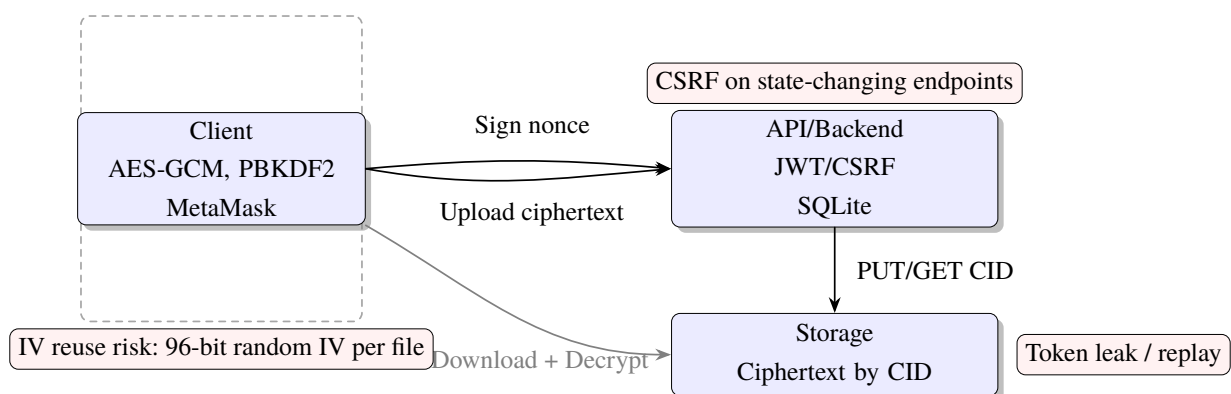 CSRF on state-changing endpoints
Client
AES-GCM, PBKDF2
MetaMask
Sign nonce
Upload ciphertext
API/Backend
JWT/CSRF
SQLite
PUT/GET CID
IV reuse risk: 96-bit random IV per file
Download + Decrypt
Storage
Ciphertext by CID
Token leak / replay